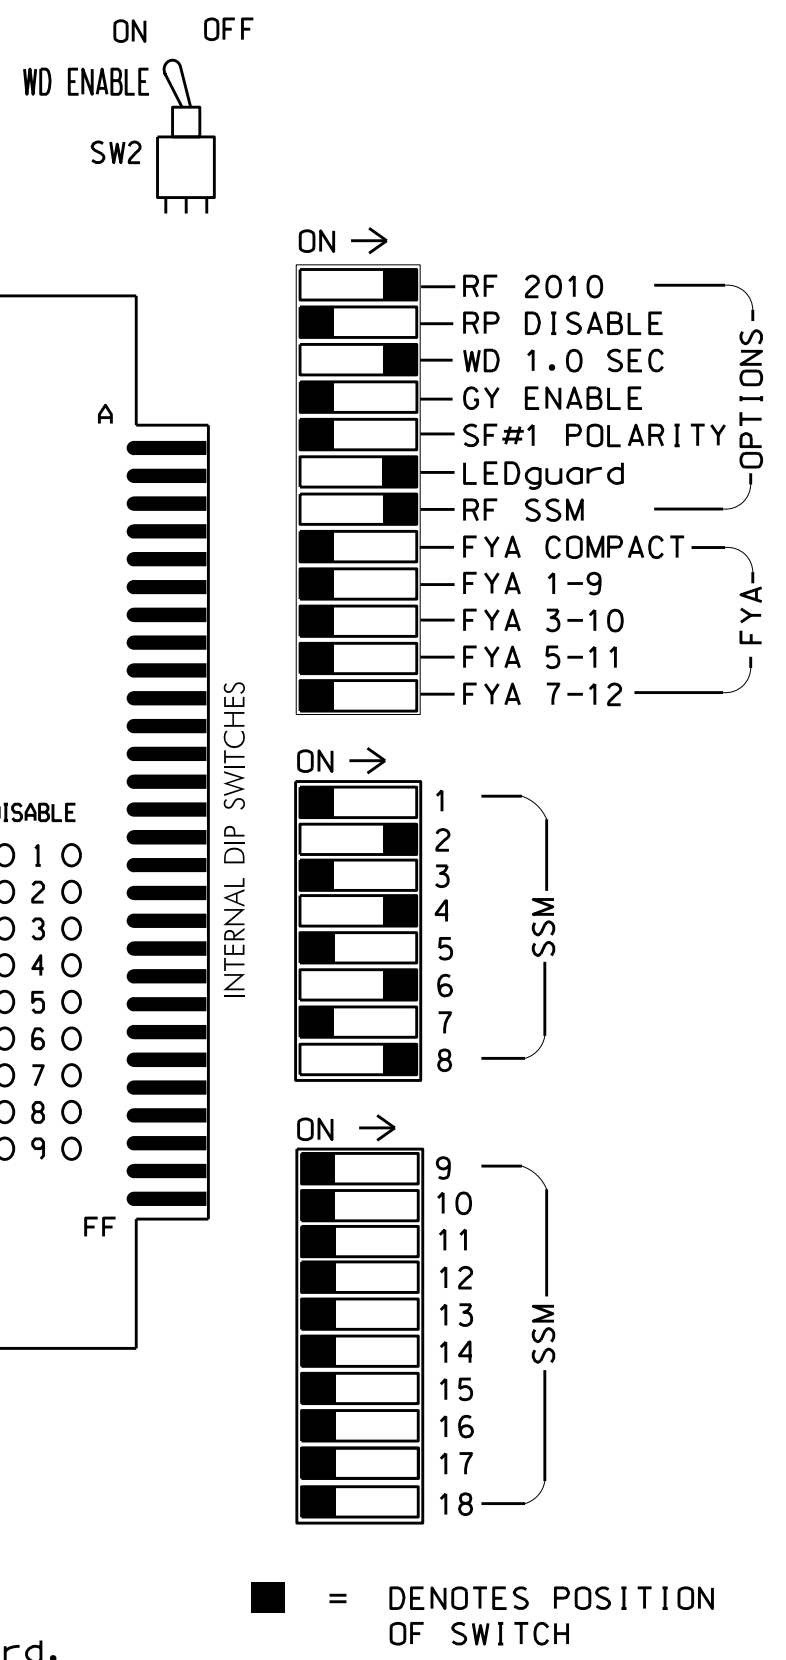 ON OFF
WD ENABLE
SW2
ON
RF 2010
RP DISABLE
WD 1.0 SEC
GY ENABLE
SF#1 POLARITY
LEDguard
RF SSM
OPTIONS
FYA COMPACT
FYA 1-9
FYA 3-10
FYA 5-11
FYA 7-12
FYA
A
INTERNAL DIP SWITCHES
ISABLE
1
2
3
4
5
6
7
8
9
FF
ON
1
2
3
4
5
6
7
8
SSM
ON
9
10
11
12
13
14
15
16
17
18
SSM
= DENOTES POSITION
OF SWITCH
rd.